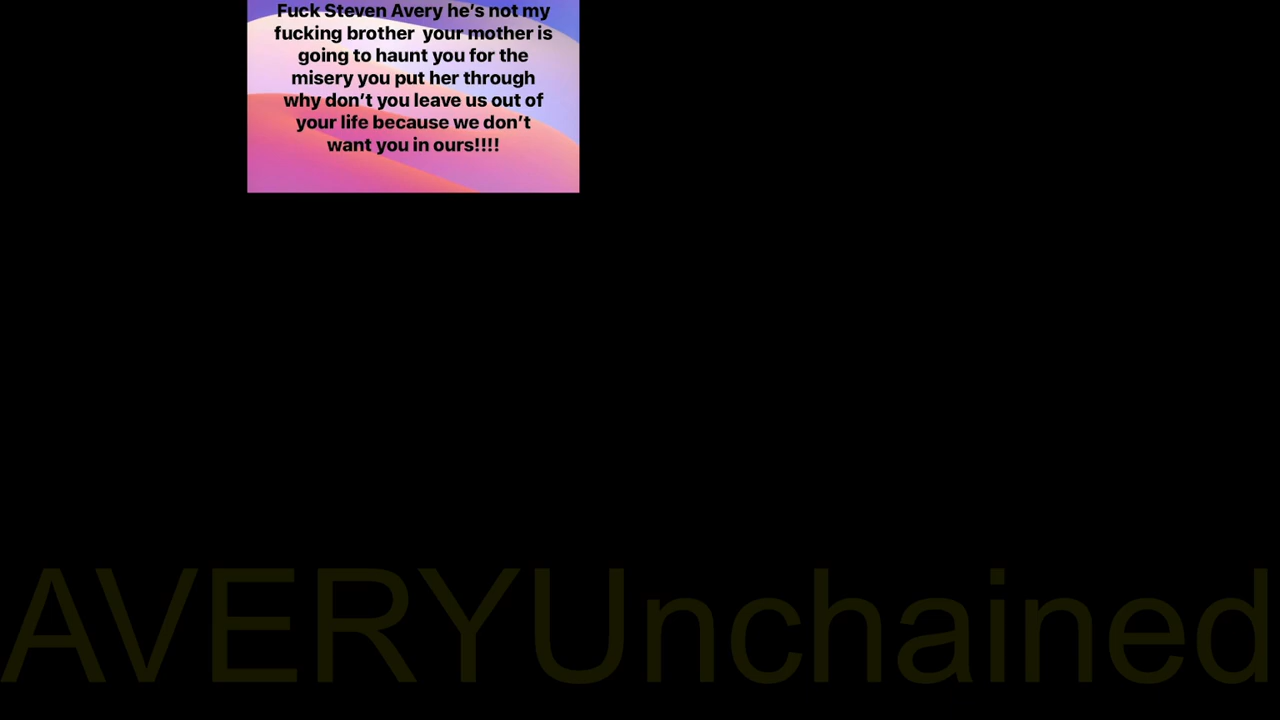 Fuck Steven Avery he’s not my
fucking brother  your mother is
going to haunt you for the
misery you put her through
why don’t you leave us out of
your life because we don’t
want you in ours!!!!
AVERYUnchained